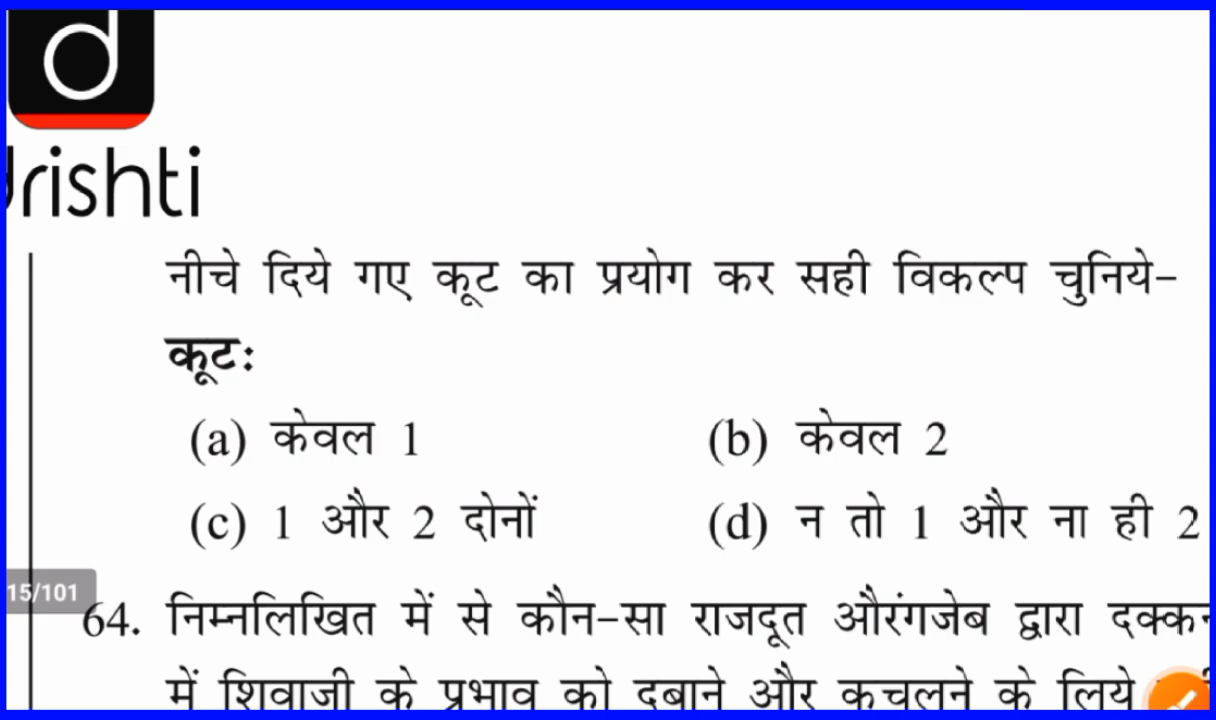 d
drishti
नीचे दिये गए कूट का प्रयोग कर सही विकल्प चुनिये-
कूटः
(a) केवल 1 (b) केवल 2
(c) 1 और 2 दोनों (d) न तो 1 और ना ही 2
15/101
64. निम्नलिखित में से कौन-सा राजदूत औरंगजेब द्वारा दक्कन
में शिवाजी के प्रभाव को दबाने और कुचलने के लिये